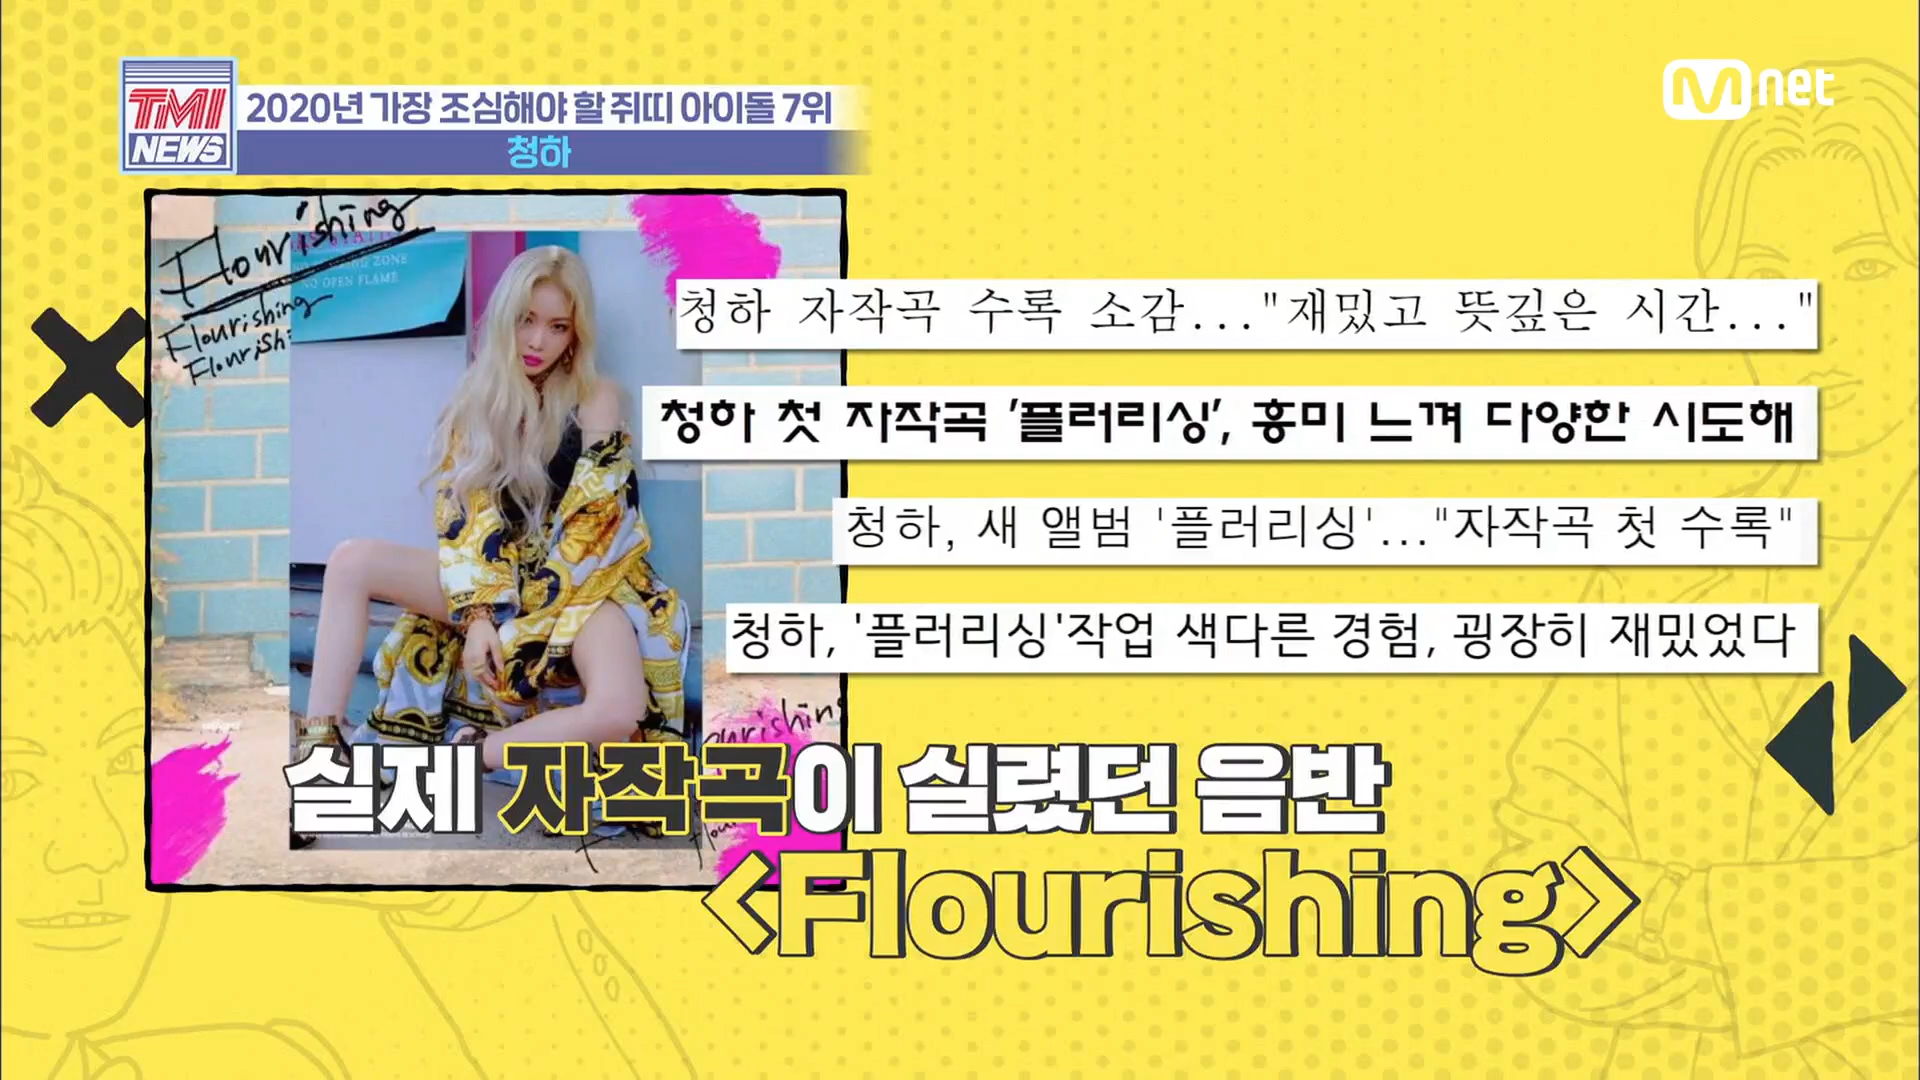 mnet
TMI
NEWS
2020년 가장 조심해야 할 쥐띠 아이돌 7위
청하
Flourishing
Flourishing
NO OPEN FLAME
청하 자작곡 수록 소감..."재밌고 뜻깊은 시간..."
청하 첫 자작곡 '플러리싱', 흥미 느껴 다양한 시도해
청하, 새 앨범 '플러리싱'..."자작곡 첫 수록"
청하, '플러리싱'작업 색다른 경험, 굉장히 재밌었다
실제 자작곡이 실렸던 음반
<Flourishing>